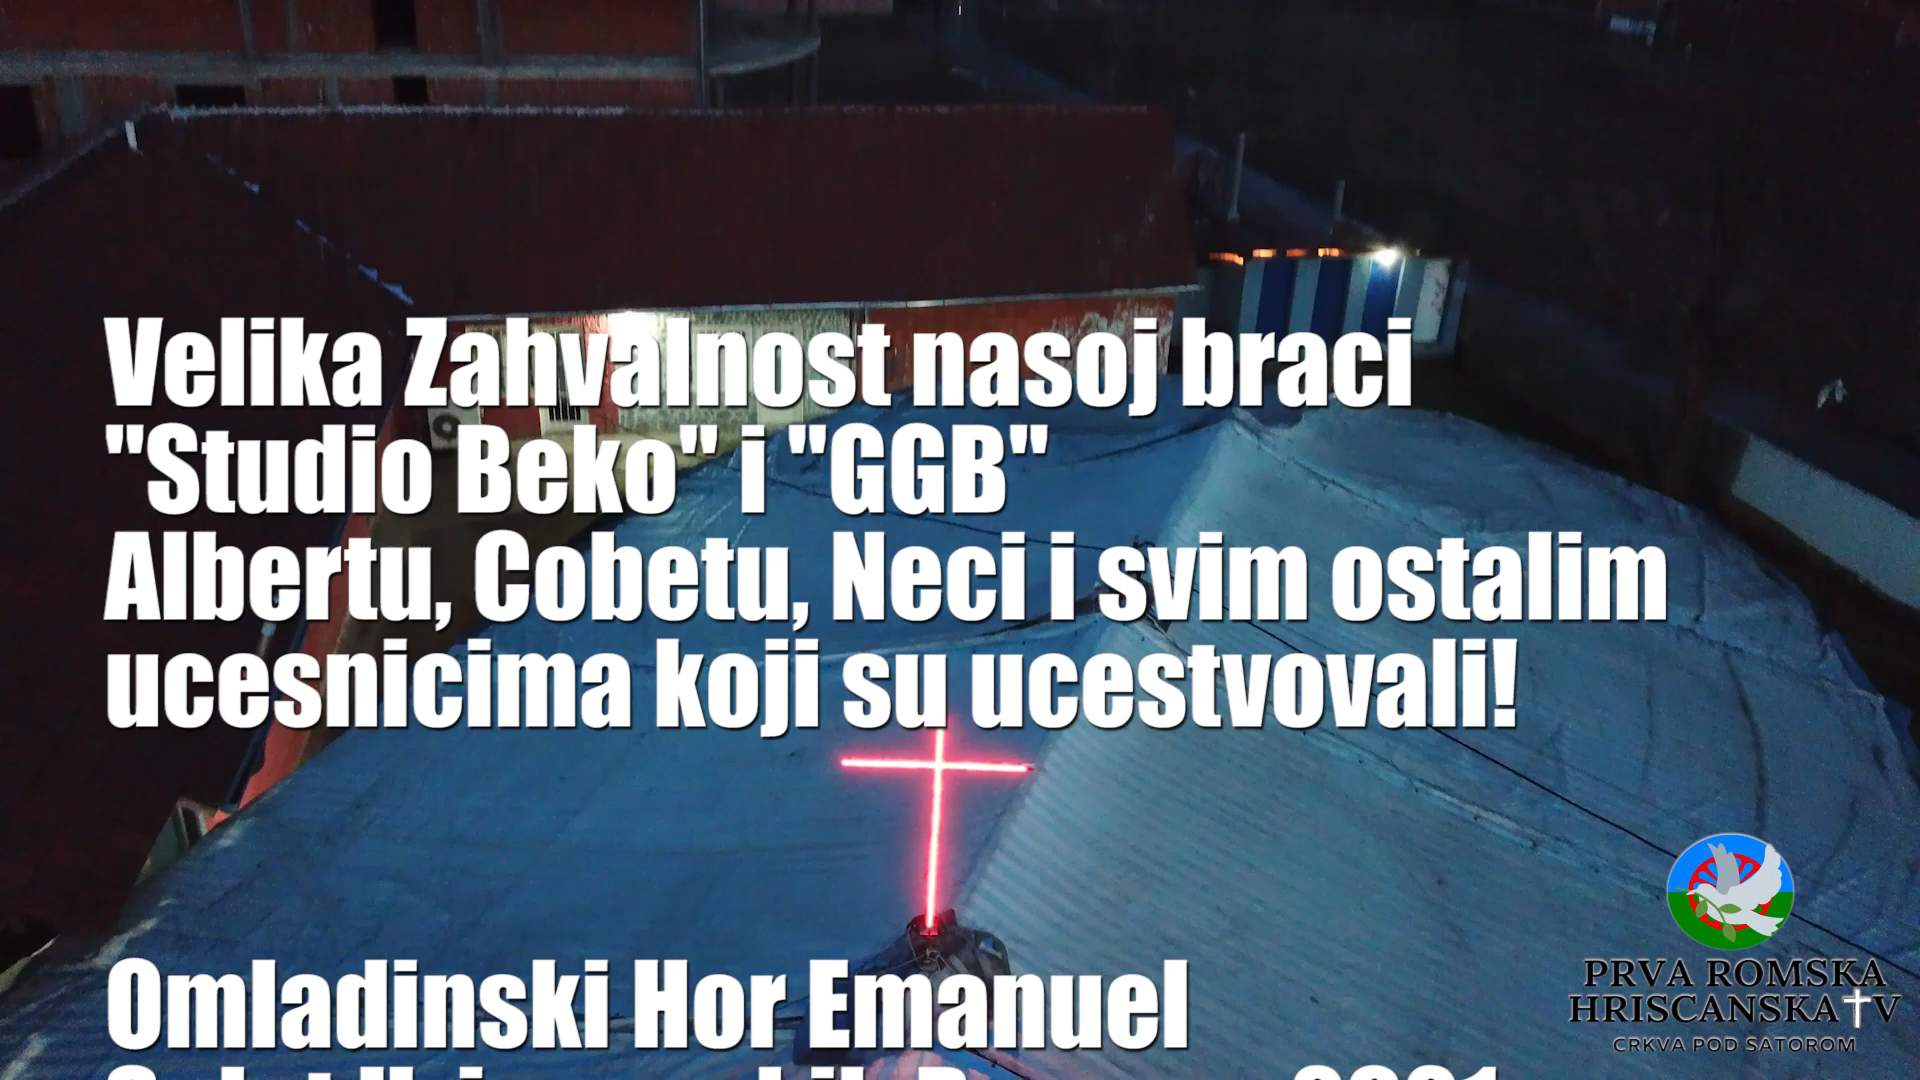 Velika Zahvalnost nasoj braci
"Studio Beko" i "GGB"
Albertu, Cobetu, Neci i svim ostalim
ucesnicima koji su ucestvovali!
Omladinski Hor Emanuel
2021
PRVA ROMSKA
HRISCANSKA TV
CRKVA POD SATOROM